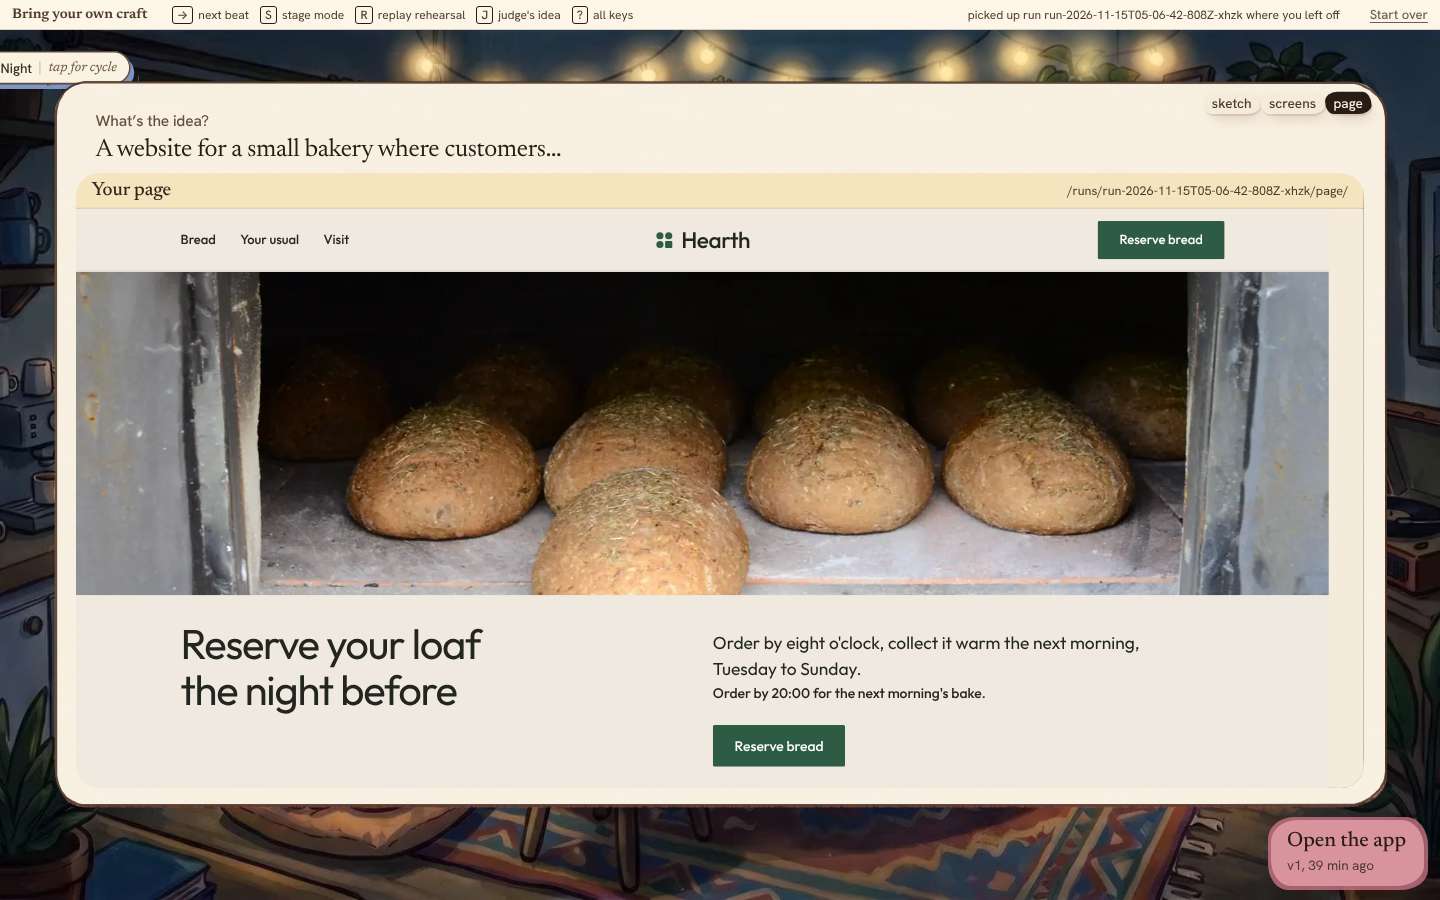 Bring your own craft
→ next beat S stage mode R replay rehearsal J judge's idea ? all keys
picked up run run-2026-11-15T05-06-42-808Z-xhzk where you left off
Start over
Night | tap for cycle
sketch screens page
What's the idea?
A website for a small bakery where customers...
Your page
/runs/run-2026-11-15T05-06-42-808Z-xhzk/page/
Bread Your usual Visit
Hearth
Reserve bread
Reserve your loaf
the night before
Order by eight o'clock, collect it warm the next morning,
Tuesday to Sunday.
Order by 20:00 for the next morning's bake.
Reserve bread
Open the app
v1, 39 min ago